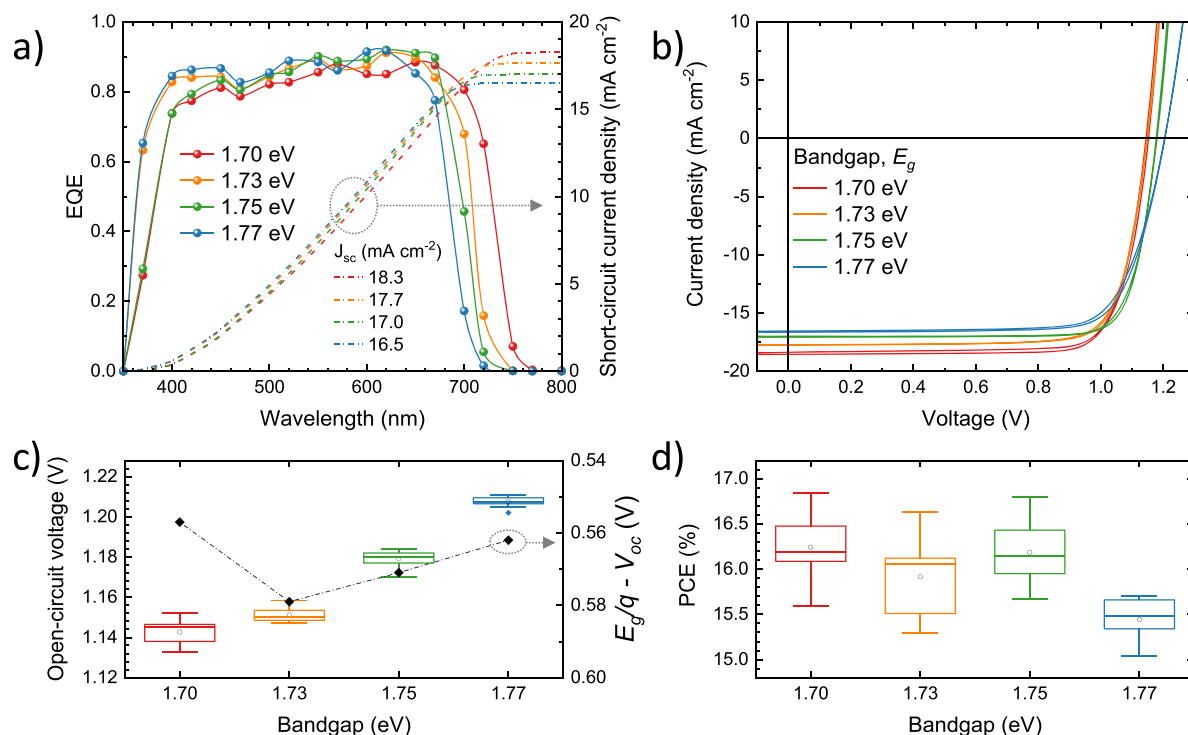 a)
EQE
1.0
0.8
0.6
0.4
0.2
0.0
400 500 600 700 800
Wavelength (nm)
20
15
10
5
0
Short-circuit current density (mA cm-2)
1.70 eV
1.73 eV
1.75 eV
1.77 eV
Jsc (mA cm-2)
18.3
17.7
17.0
16.5
b)
Current density (mA cm-2)
10
5
0
-5
-10
-15
-20
0.0 0.2 0.4 0.6 0.8 1.0 1.2
Voltage (V)
Bandgap, Eg
1.70 eV
1.73 eV
1.75 eV
1.77 eV
c)
Open-circuit voltage (V)
1.22
1.20
1.18
1.16
1.14
1.12
1.70 1.73 1.75 1.77
Bandgap (eV)
0.54
0.56
0.58
0.60
Eg/q - Voc (V)
d)
PCE (%)
17.0
16.5
16.0
15.5
15.0
1.70 1.73 1.75 1.77
Bandgap (eV)